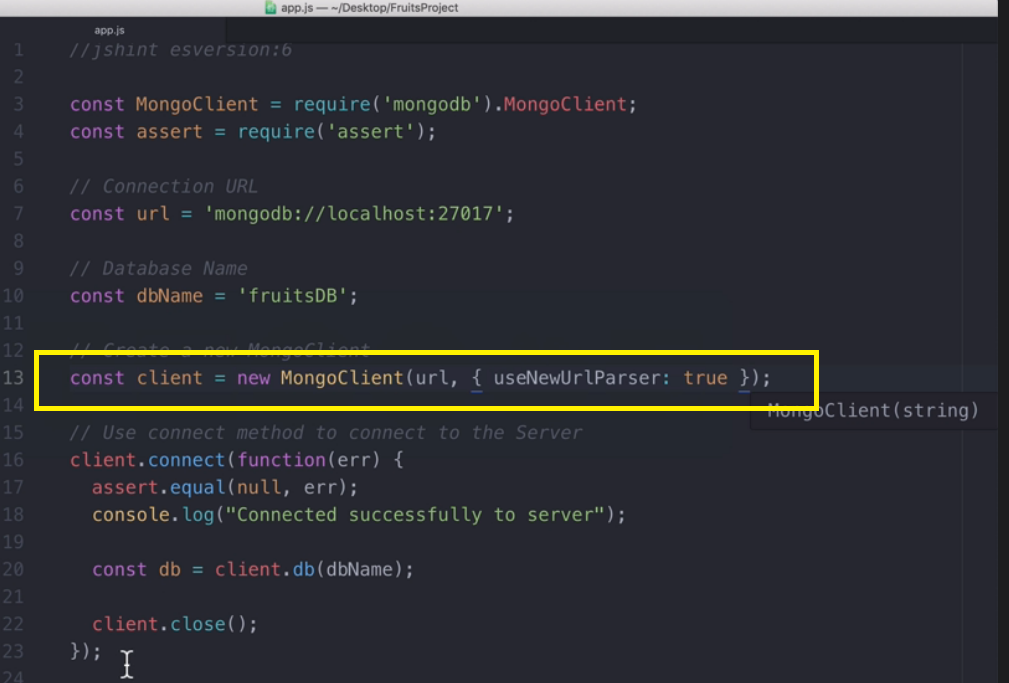 app.js — ~/Desktop/FruitsProject
app.js
1 //jshint esversion:6
2
3 const MongoClient = require('mongodb').MongoClient;
4 const assert = require('assert');
5
6 // Connection URL
7 const url = 'mongodb://localhost:27017';
8
9 // Database Name
10 const dbName = 'fruitsDB';
11
12 // Create a new MongoClient
13 const client = new MongoClient(url, { useNewUrlParser: true });
14
MongoClient(string)
15 // Use connect method to connect to the Server
16 client.connect(function(err) {
17 assert.equal(null, err);
18 console.log("Connected successfully to server");
19
20 const db = client.db(dbName);
21
22 client.close();
23 });
24